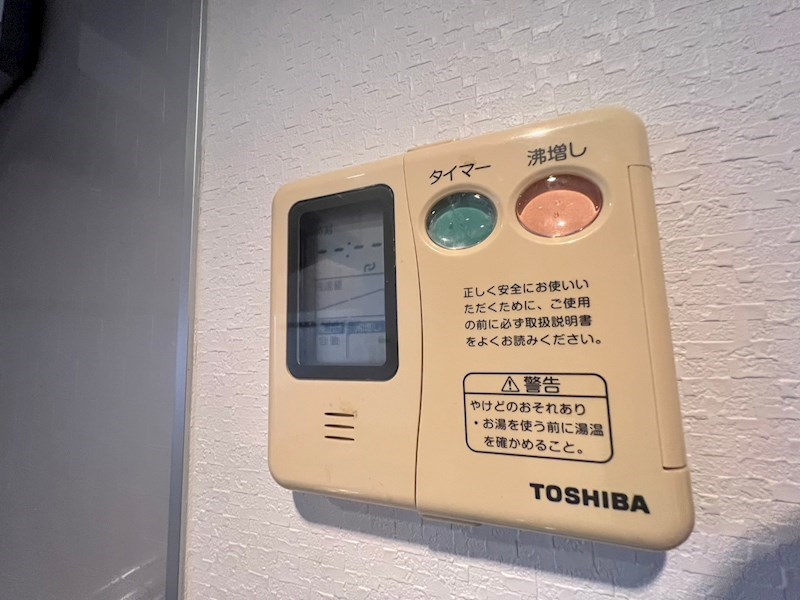 タイマー
沸増し
正しく安全にお使いい
ただくために、ご使用
の前に必ず取扱説明書
をよくお読みください。
⚠警告
やけどのおそれあり
・お湯を使う前に湯温
を確かめること。
TOSHIBA